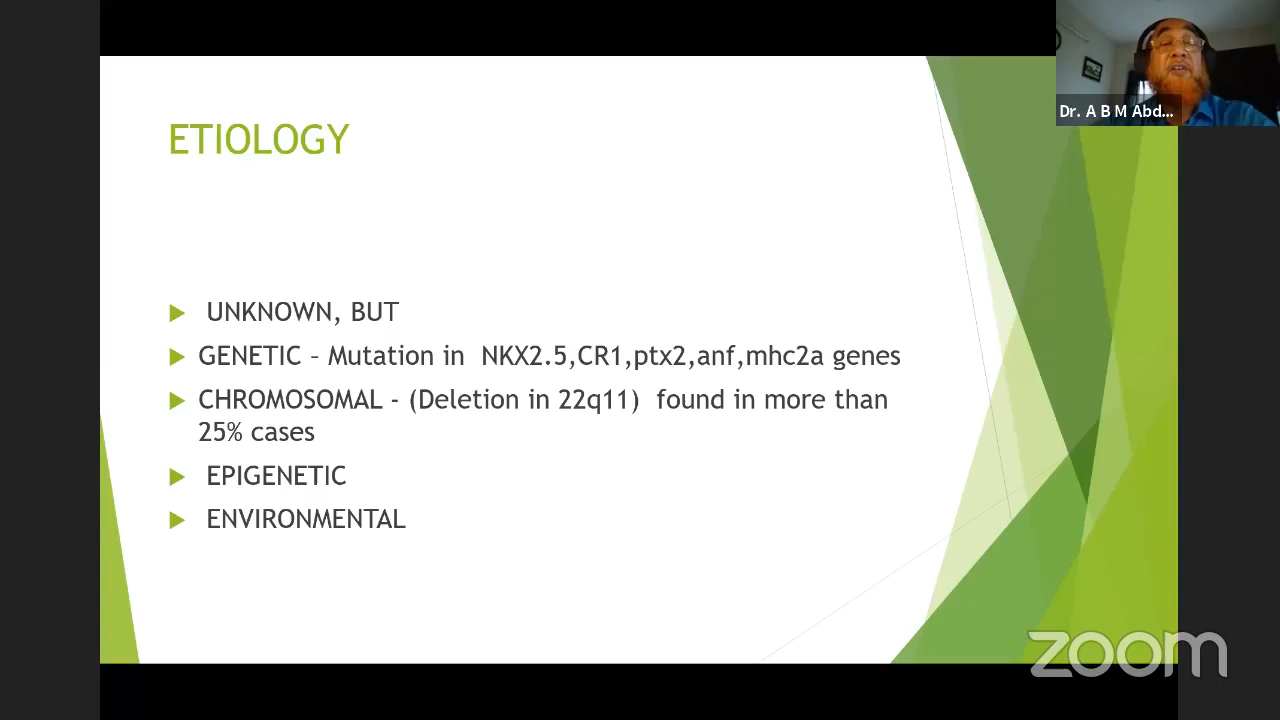 Dr. A B M Abd...
ETIOLOGY
UNKNOWN, BUT
GENETIC – Mutation in NKX2.5,CR1,ptx2,anf,mhc2a genes
CHROMOSOMAL - (Deletion in 22q11) found in more than
25% cases
EPIGENETIC
ENVIRONMENTAL
zoom